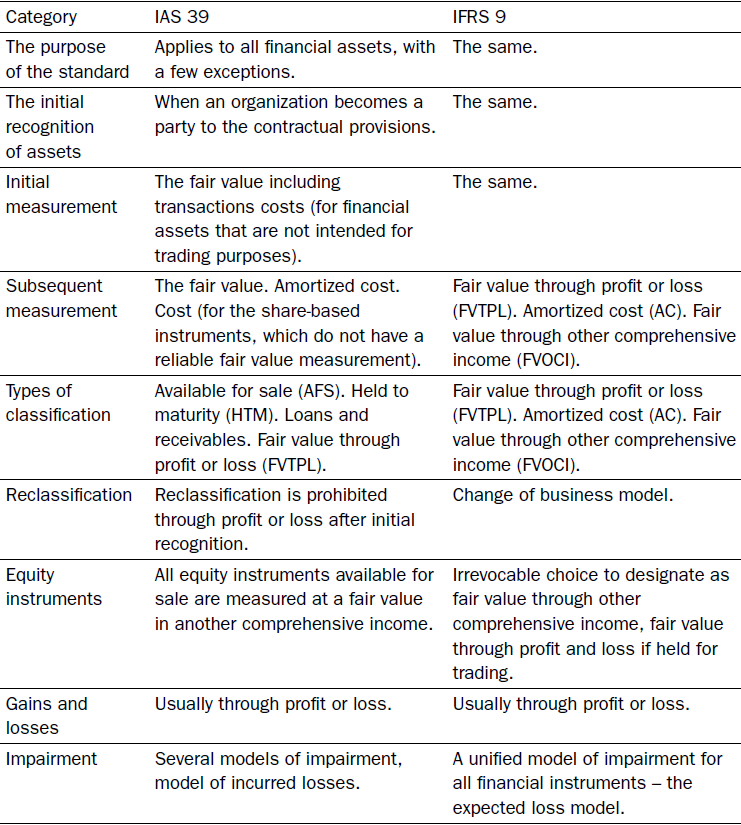 Category IAS 39 IFRS 9
The purpose Applies to all financial assets, with The same.
of the standard a few exceptions.
The initial When an organization becomes a The same.
recognition party to the contractual provisions.
of assets
Initial The fair value including The same.
measurement transactions costs (for financial
assets that are not intended for
trading purposes).
Subsequent The fair value. Amortized cost. Fair value through profit or loss
measurement Cost (for the share-based (FVTPL). Amortized cost (AC). Fair
instruments, which do not have a value through other comprehensive
reliable fair value measurement). income (FVOCI).
Types of Available for sale (AFS). Held to Fair value through profit or loss
classification maturity (HTM). Loans and (FVTPL). Amortized cost (AC). Fair
receivables. Fair value through value through other comprehensive
profit or loss (FVTPL). income (FVOCI).
Reclassification Reclassification is prohibited Change of business model.
through profit or loss after initial
recognition.
Equity All equity instruments available for Irrevocable choice to designate as
instruments sale are measured at a fair value fair value through other
in another comprehensive income. comprehensive income, fair value
through profit and loss if held for
trading.
Gains and Usually through profit or loss. Usually through profit or loss.
losses
Impairment Several models of impairment, A unified model of impairment for
model of incurred losses. all financial instruments – the
expected loss model.